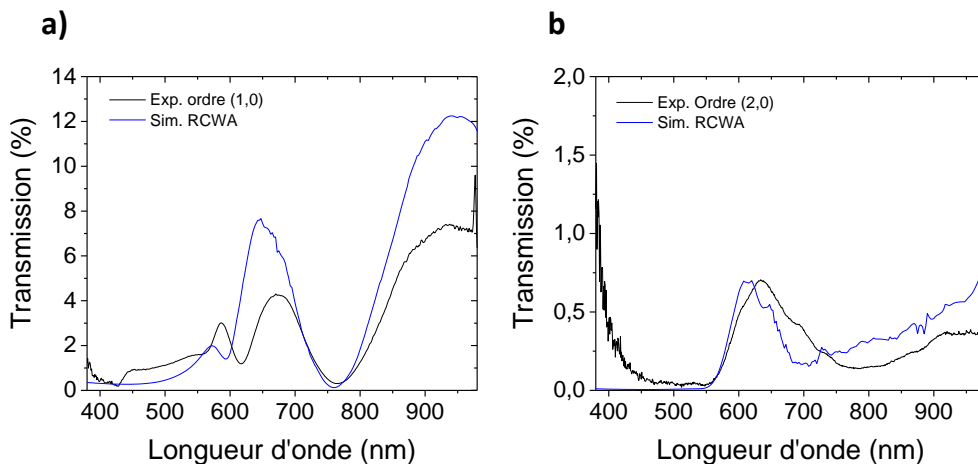 a)
14
12
10
8
6
4
2
0
Transmission (%)
Exp. ordre (1,0)
Sim. RCWA
400
500
600
700
800
900
Longueur d'onde (nm)
b
2,0
1,5
1,0
0,5
0,0
Transmission (%)
Exp. Ordre (2,0)
Sim. RCWA
400
500
600
700
800
900
Longueur d'onde (nm)